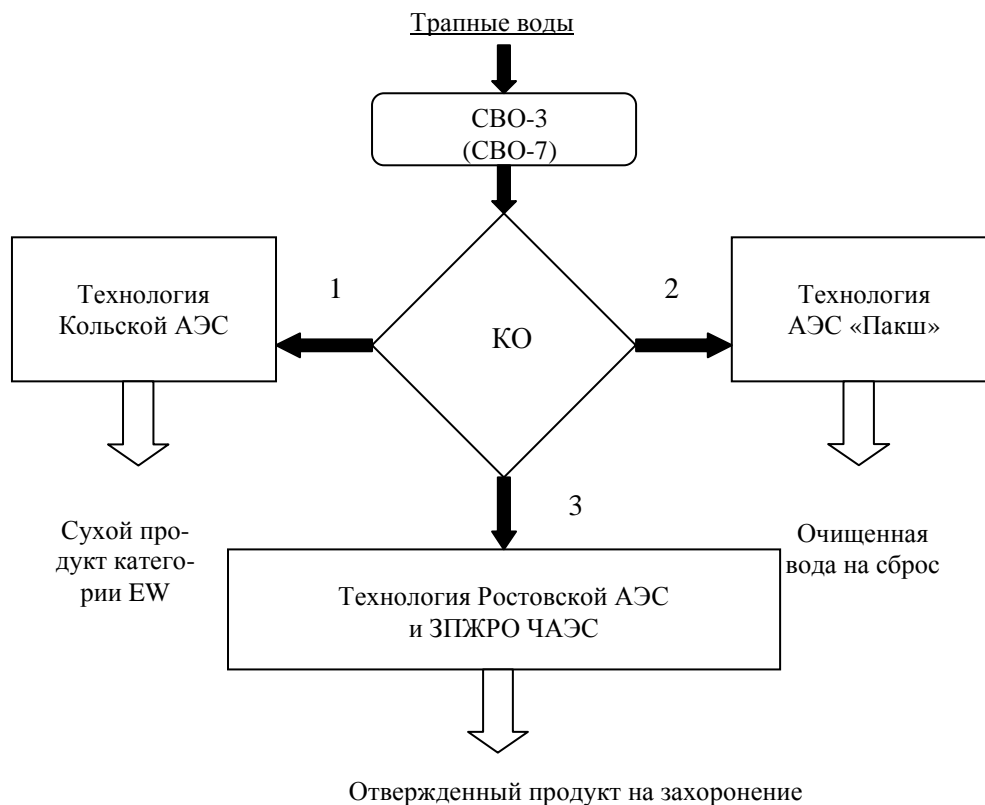 Трапные воды
СВО-3
(СВО-7)
Технология
Кольской АЭС
1
КО
2
Технология
АЭС «Пакш»
3
Сухой про-
дукт катего-
рии EW
Очищенная
вода на сброс
Технология Ростовской АЭС
и ЗПЖРО ЧАЭС
Отвержденный продукт на захоронение